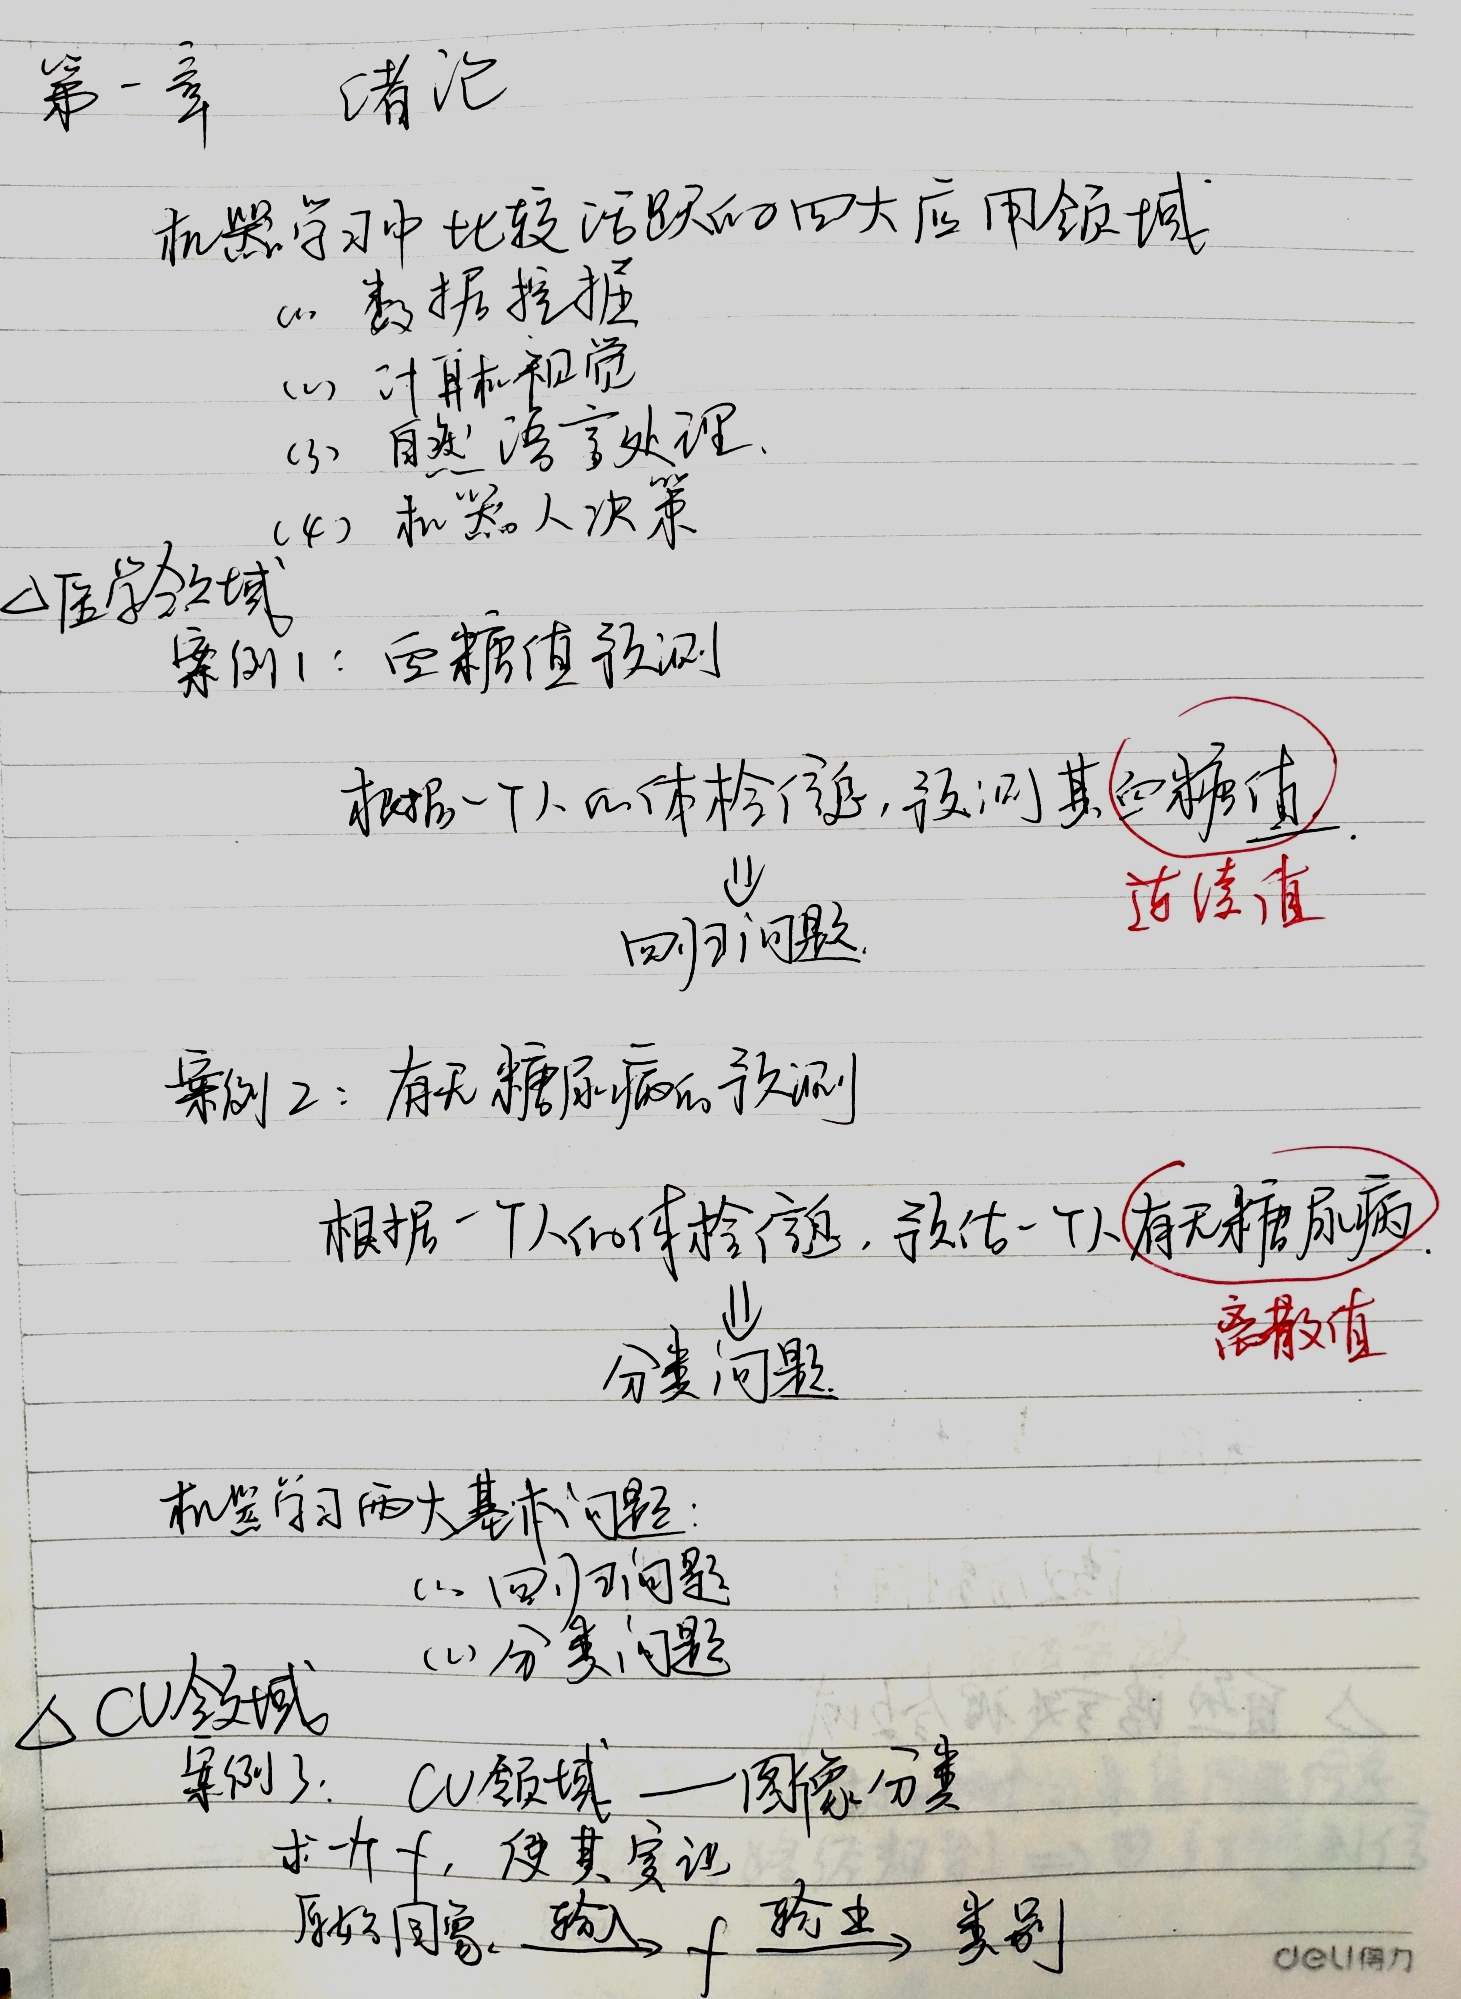 第一章 绪论
机器学习中比较活跃的四大应用领域
(1) 数据挖掘
(2) 计算机视觉
(3) 自然语言处理.
(4) 机器人决策
△医学领域
案例1: 血糖值预测
根据一个人的体检信息,预测其血糖值.
⇓ 连续值
回归问题.
案例2: 有无糖尿病的预测
根据一个人的体检信息,预估一个人有无糖尿病.
⇓ 离散值
分类问题.
机器学习两大基本问题:
(1) 回归问题
(2) 分类问题
△ CV领域
案例3: CV领域——图像分类
求一个f, 使其实现
原始图像 输入→ f 输出→ 类别
deli得力